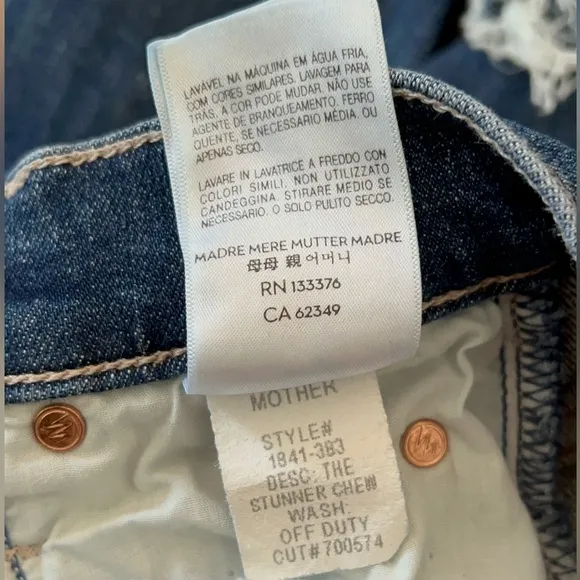 LAVÁVEL NA MÁQUINA EM ÁGUA FRIA,
COM CORES SIMILARES. LAVAGEM PARA
TRÁS, A COR PODE MUDAR. NÃO USE
AGENTE DE BRANQUEAMENTO. FERRO
QUENTE, SE NECESSÁRIO MÉDIA. OU
APENAS SECO.
LAVARE IN LAVATRICE A FREDDO CON
COLORI SIMILI. NON UTILIZZATO
CANDEGGINA. STIRARE MEDIO SE
NECESSARIO. O SOLO PULITO SECCO.
MADRE MERE MUTTER MADRE
母母 親 어머니
RN 133376
CA 62349
MOTHER
STYLE#
1841-383
DESC: THE
STUNNER CHEW
WASH:
OFF DUTY
CUT#700574